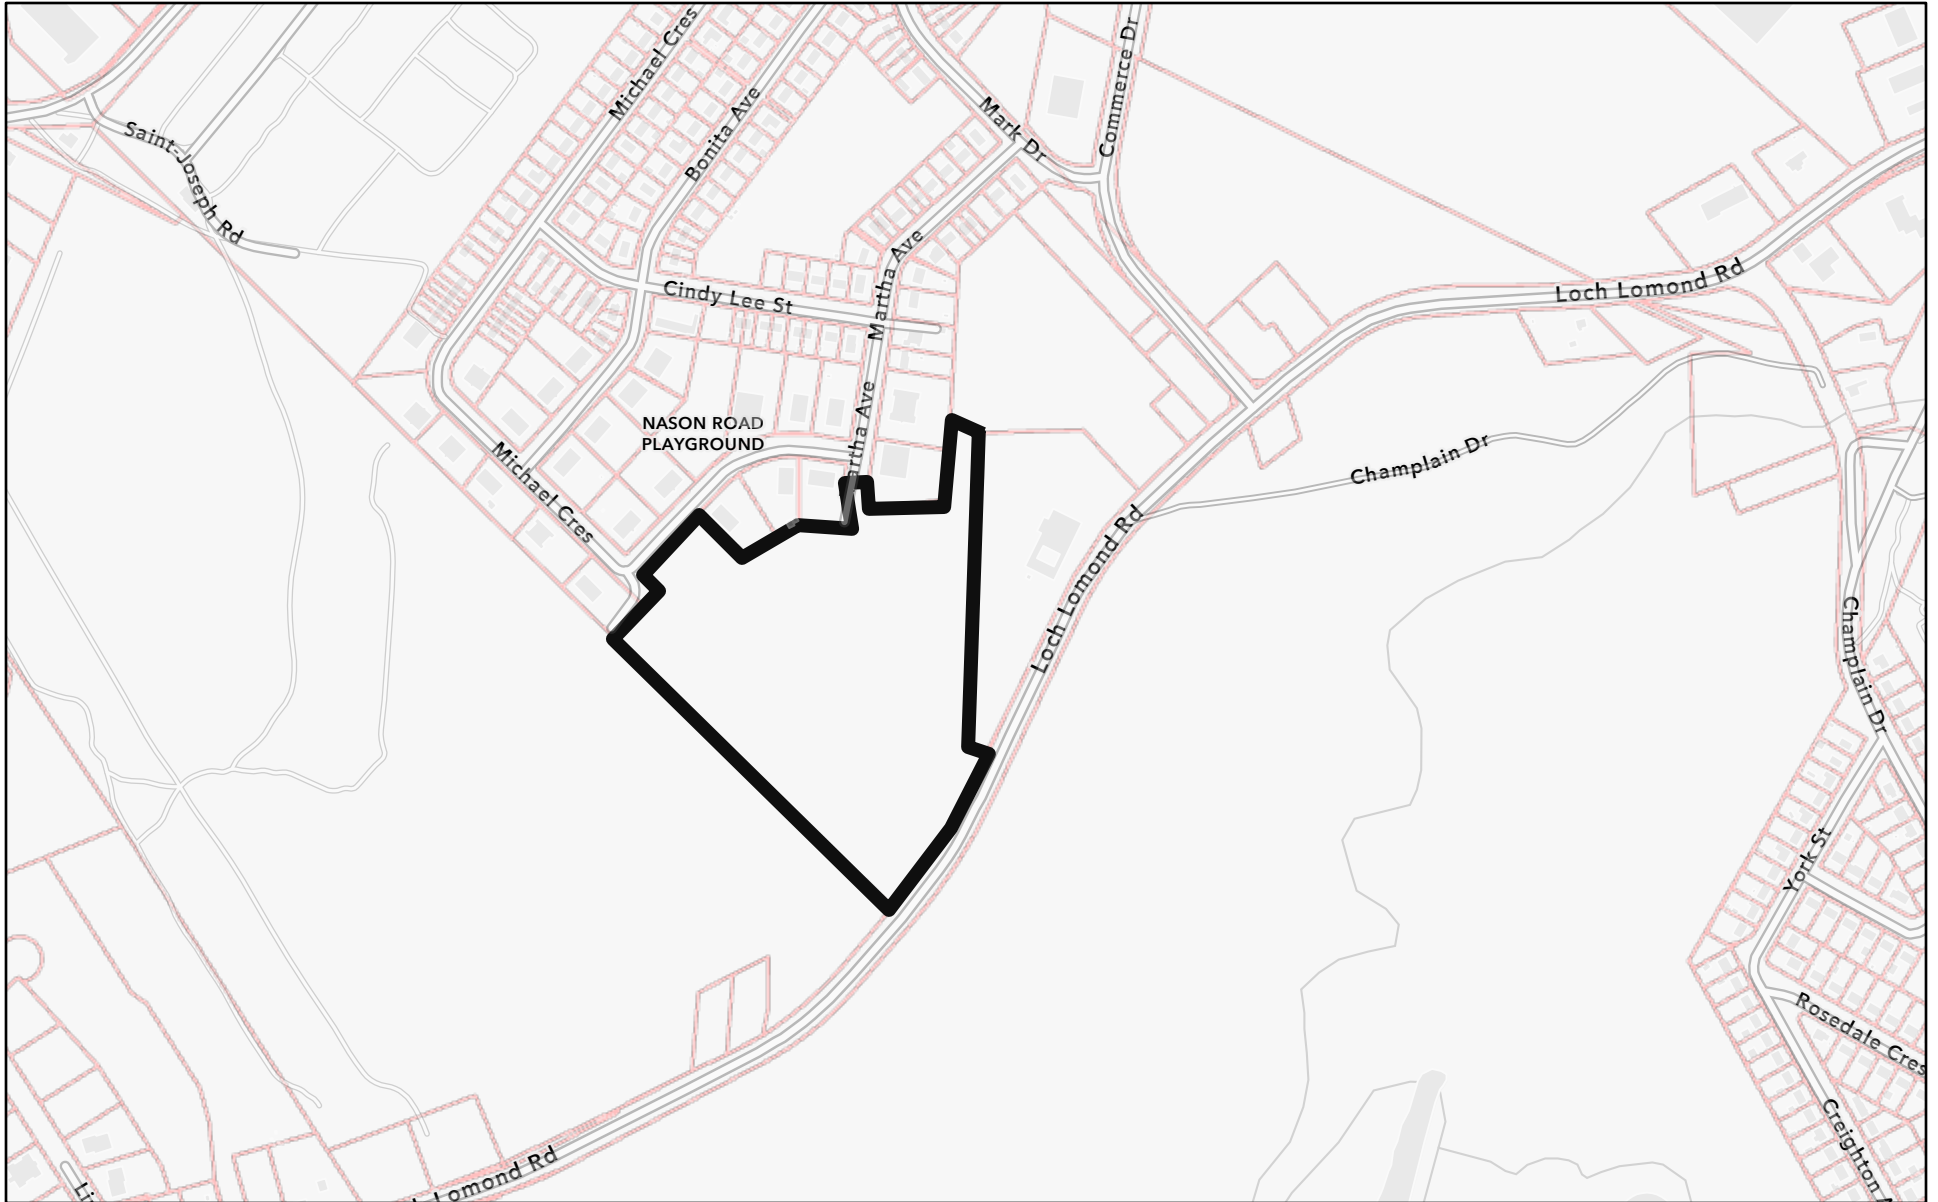 Michael Cres
Commerce Dr
Bonita Ave
Mark Dr
Saint-Joseph Rd
Martha Ave
Cindy Lee St
Loch Lomond Rd
Martha Ave
NASON ROAD
PLAYGROUND
Michael Cres
Champlain Dr
Loch Lomond Rd
Champlain Dr
York St
Rosedale Cres
Creighton
Lomond Rd